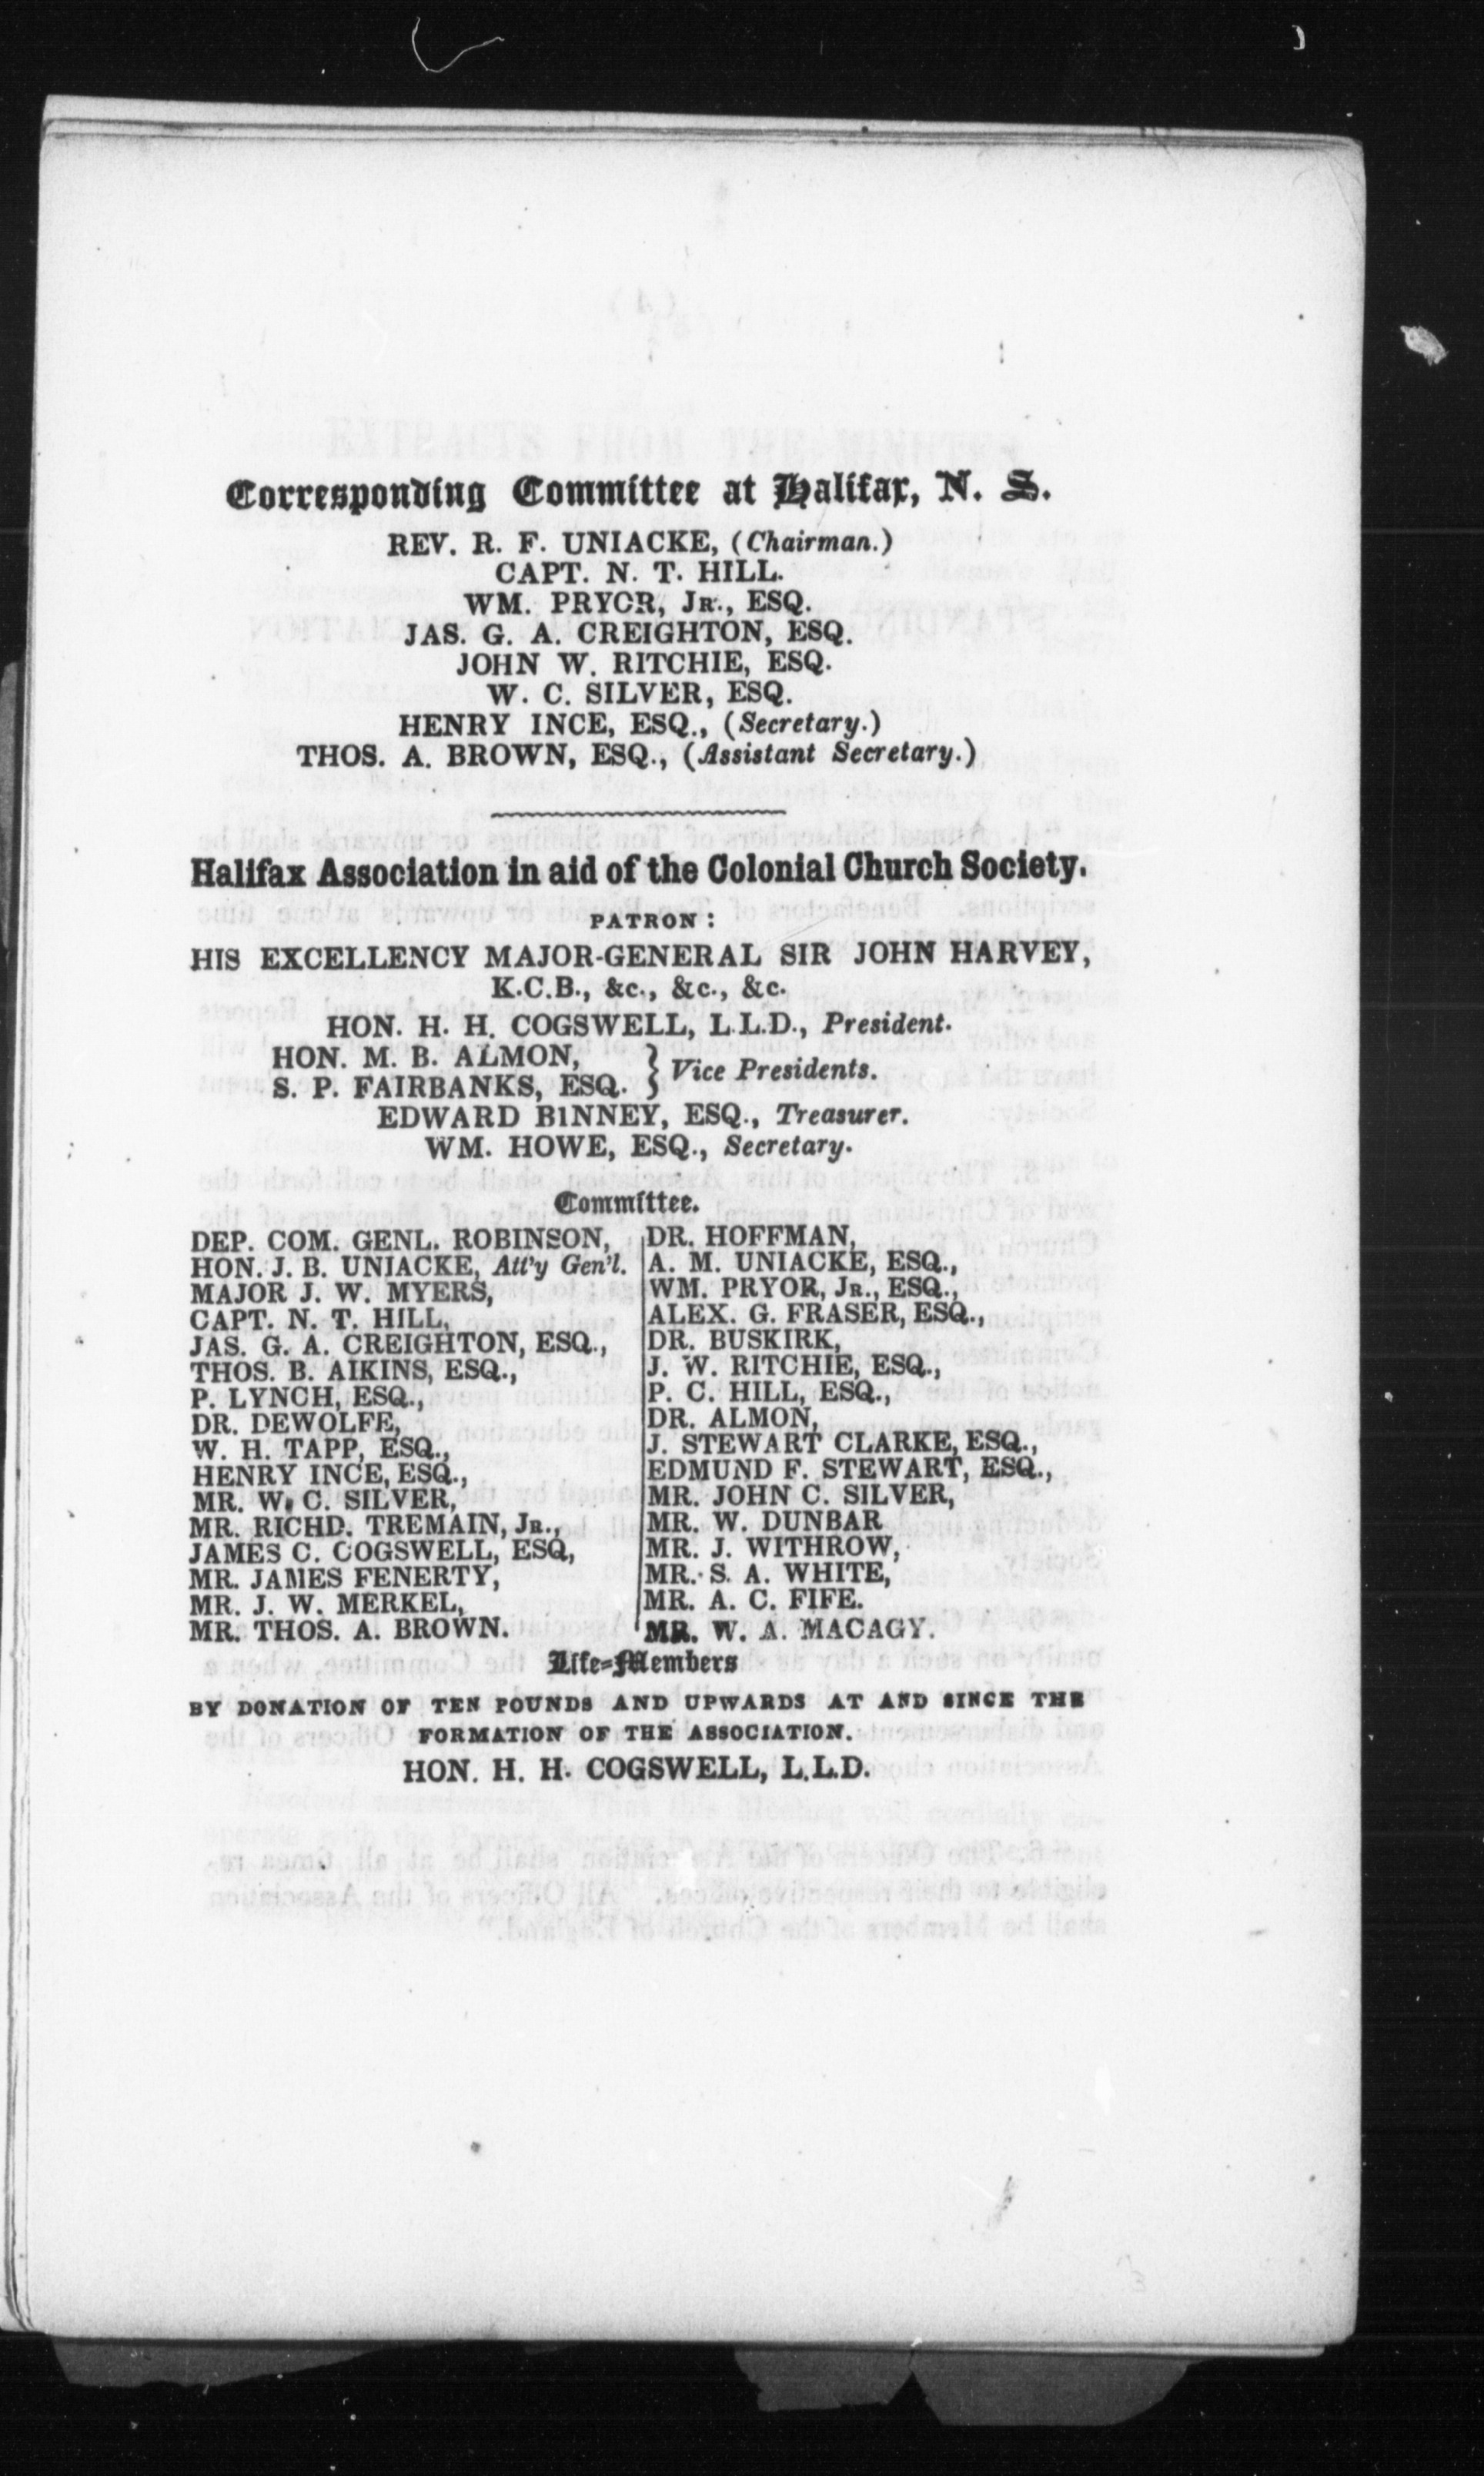 Corresponding Committee at Halifax, N. S.
REV. R. F. UNIACKE, (Chairman.)
CAPT. N. T. HILL.
WM. PRYOR, JR., ESQ.
JAS. G. A. CREIGHTON, ESQ.
JOHN W. RITCHIE, ESQ.
W. C. SILVER, ESQ.
HENRY INCE, ESQ., (Secretary.)
THOS. A. BROWN, ESQ., (Assistant Secretary.)
Halifax Association in aid of the Colonial Church Society.
PATRON:
HIS EXCELLENCY MAJOR-GENERAL SIR JOHN HARVEY,
K.C.B., &c., &c., &c.
HON. H. H. COGSWELL, L.L.D., President.
HON. M. B. ALMON,
S. P. FAIRBANKS, ESQ. } Vice Presidents.
EDWARD BINNEY, ESQ., Treasurer.
WM. HOWE, ESQ., Secretary.
Committee.
DEP. COM. GENL. ROBINSON,
HON. J. B. UNIACKE, Att'y Gen'l.
MAJOR J. W. MYERS,
CAPT. N. T. HILL,
JAS. G. A. CREIGHTON, ESQ.,
THOS. B. AIKINS, ESQ.,
P. LYNCH, ESQ.,
DR. DEWOLFE,
W. H. TAPP, ESQ.,
HENRY INCE, ESQ.,
MR. W. C. SILVER,
MR. RICHD. TREMAIN, JR.,
JAMES C. COGSWELL, ESQ,
MR. JAMES FENERTY,
MR. J. W. MERKEL,
MR. THOS. A. BROWN.
DR. HOFFMAN,
A. M. UNIACKE, ESQ.,
WM. PRYOR, JR., ESQ.,
ALEX. G. FRASER, ESQ.,
DR. BUSKIRK,
J. W. RITCHIE, ESQ.,
P. C. HILL, ESQ.,
DR. ALMON,
J. STEWART CLARKE, ESQ.,
EDMUND F. STEWART, ESQ.,
MR. JOHN C. SILVER,
MR. W. DUNBAR
MR. J. WITHROW,
MR. S. A. WHITE,
MR. A. C. FIFE.
MR. W. A. MACAGY.
Life-Members
BY DONATION OF TEN POUNDS AND UPWARDS AT AND SINCE THE
FORMATION OF THE ASSOCIATION.
HON. H. H. COGSWELL, L.L.D.